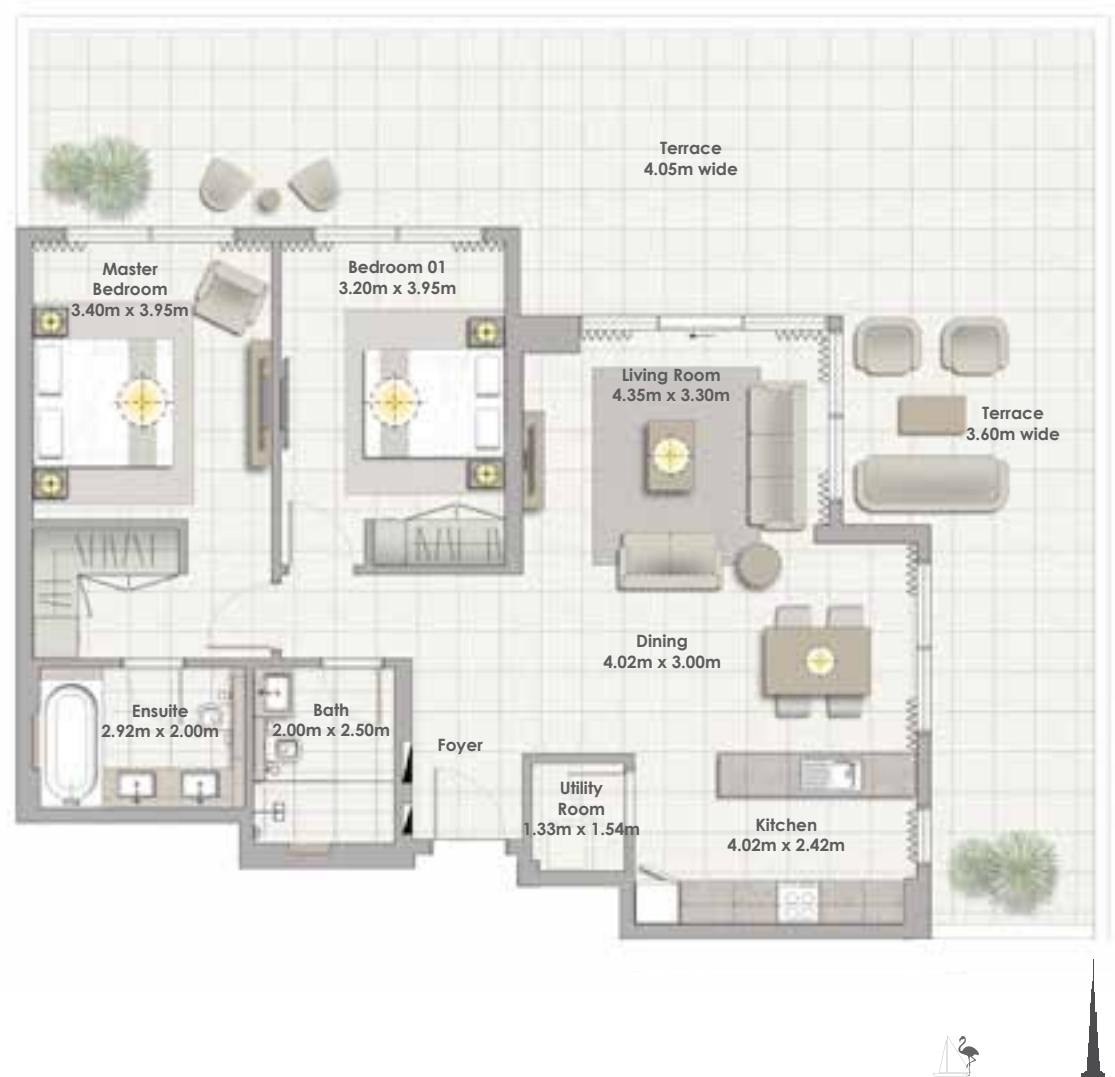 Terrace
4.05m wide
Master
Bedroom
3.40m x 3.95m
Bedroom 01
3.20m x 3.95m
Living Room
4.35m x 3.30m
Terrace
3.60m wide
Dining
4.02m x 3.00m
Ensuite
2.92m x 2.00m
Bath
2.00m x 2.50m
Foyer
Utility
Room
1.33m x 1.54m
Kitchen
4.02m x 2.42m